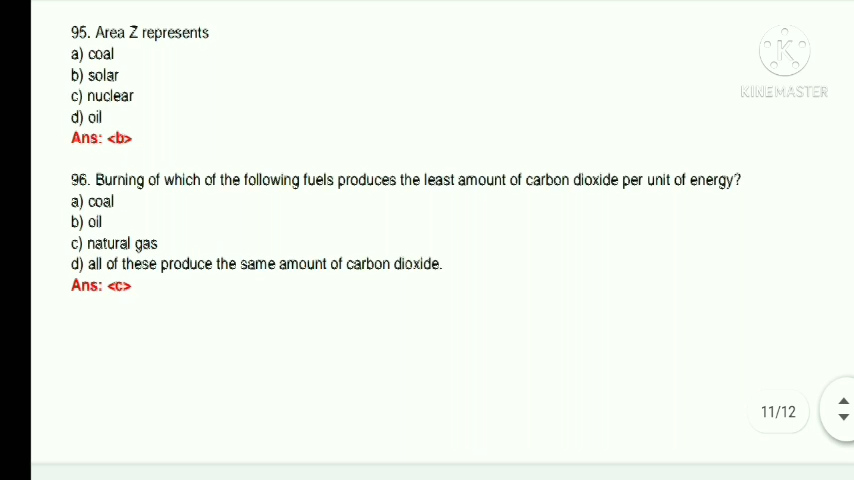 95. Area Z represents
a) coal
b) solar
c) nuclear
d) oil
Ans: <b>
96. Burning of which of the following fuels produces the least amount of carbon dioxide per unit of energy?
a) coal
b) oil
c) natural gas
d) all of these produce the same amount of carbon dioxide.
Ans: <c>
K
KINEMASTER
11/12